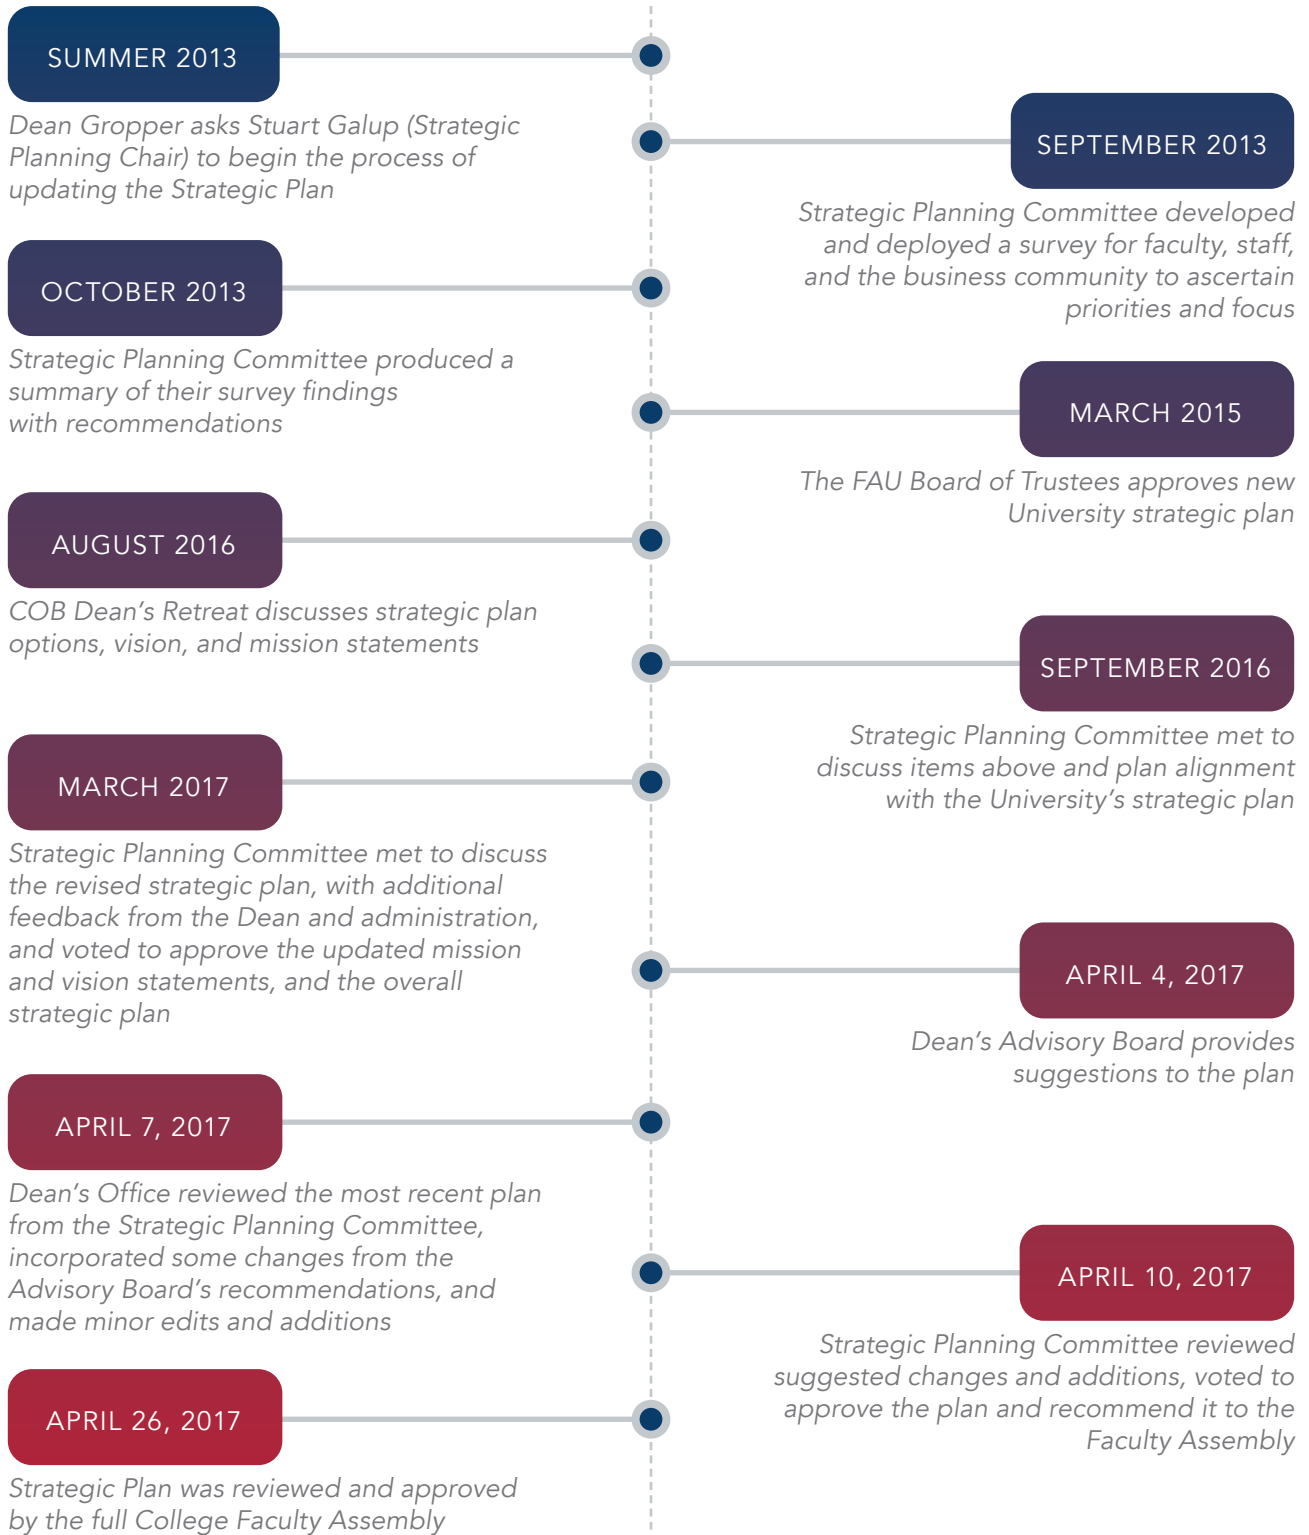 SUMMER 2013
Dean Gropper asks Stuart Galup (Strategic
Planning Chair) to begin the process of
updating the Strategic Plan
SEPTEMBER 2013
Strategic Planning Committee developed
and deployed a survey for faculty, staff,
and the business community to ascertain
priorities and focus
OCTOBER 2013
Strategic Planning Committee produced a
summary of their survey findings
with recommendations
MARCH 2015
The FAU Board of Trustees approves new
University strategic plan
AUGUST 2016
COB Dean’s Retreat discusses strategic plan
options, vision, and mission statements
SEPTEMBER 2016
Strategic Planning Committee met to
discuss items above and plan alignment
with the University’s strategic plan
MARCH 2017
Strategic Planning Committee met to discuss
the revised strategic plan, with additional
feedback from the Dean and administration,
and voted to approve the updated mission
and vision statements, and the overall
strategic plan
APRIL 4, 2017
Dean’s Advisory Board provides
suggestions to the plan
APRIL 7, 2017
Dean’s Office reviewed the most recent plan
from the Strategic Planning Committee,
incorporated some changes from the
Advisory Board’s recommendations, and
made minor edits and additions
APRIL 10, 2017
Strategic Planning Committee reviewed
suggested changes and additions, voted to
approve the plan and recommend it to the
Faculty Assembly
APRIL 26, 2017
Strategic Plan was reviewed and approved
by the full College Faculty Assembly